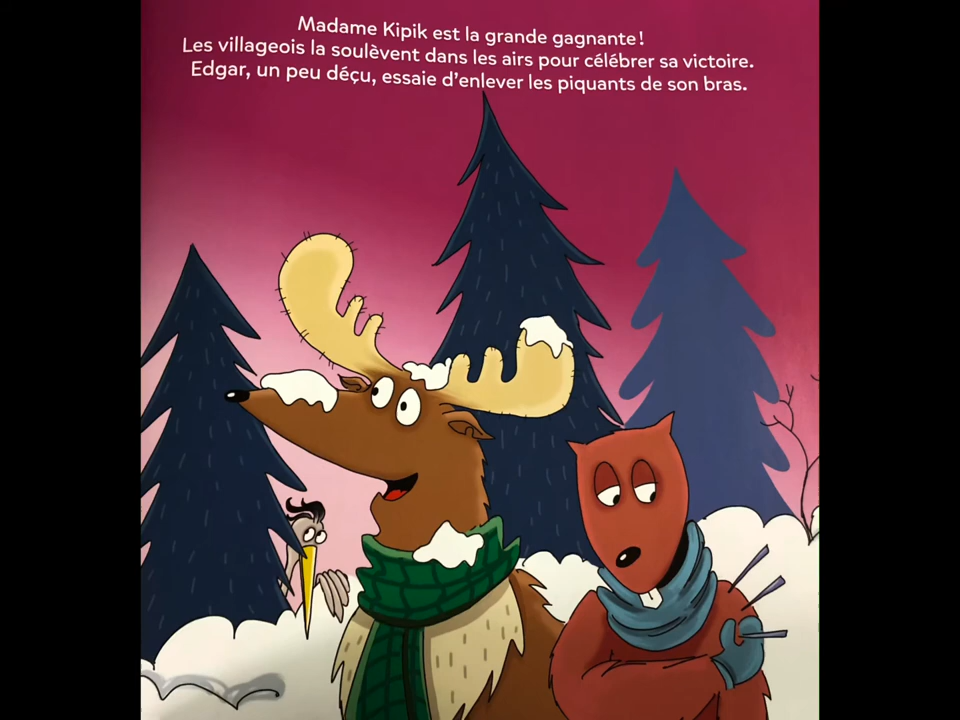 Madame Kipik est la grande gagnante!
Les villageois la soulèvent dans les airs pour célébrer sa victoire.
Edgar, un peu déçu, essaie d'enlever les piquants de son bras.